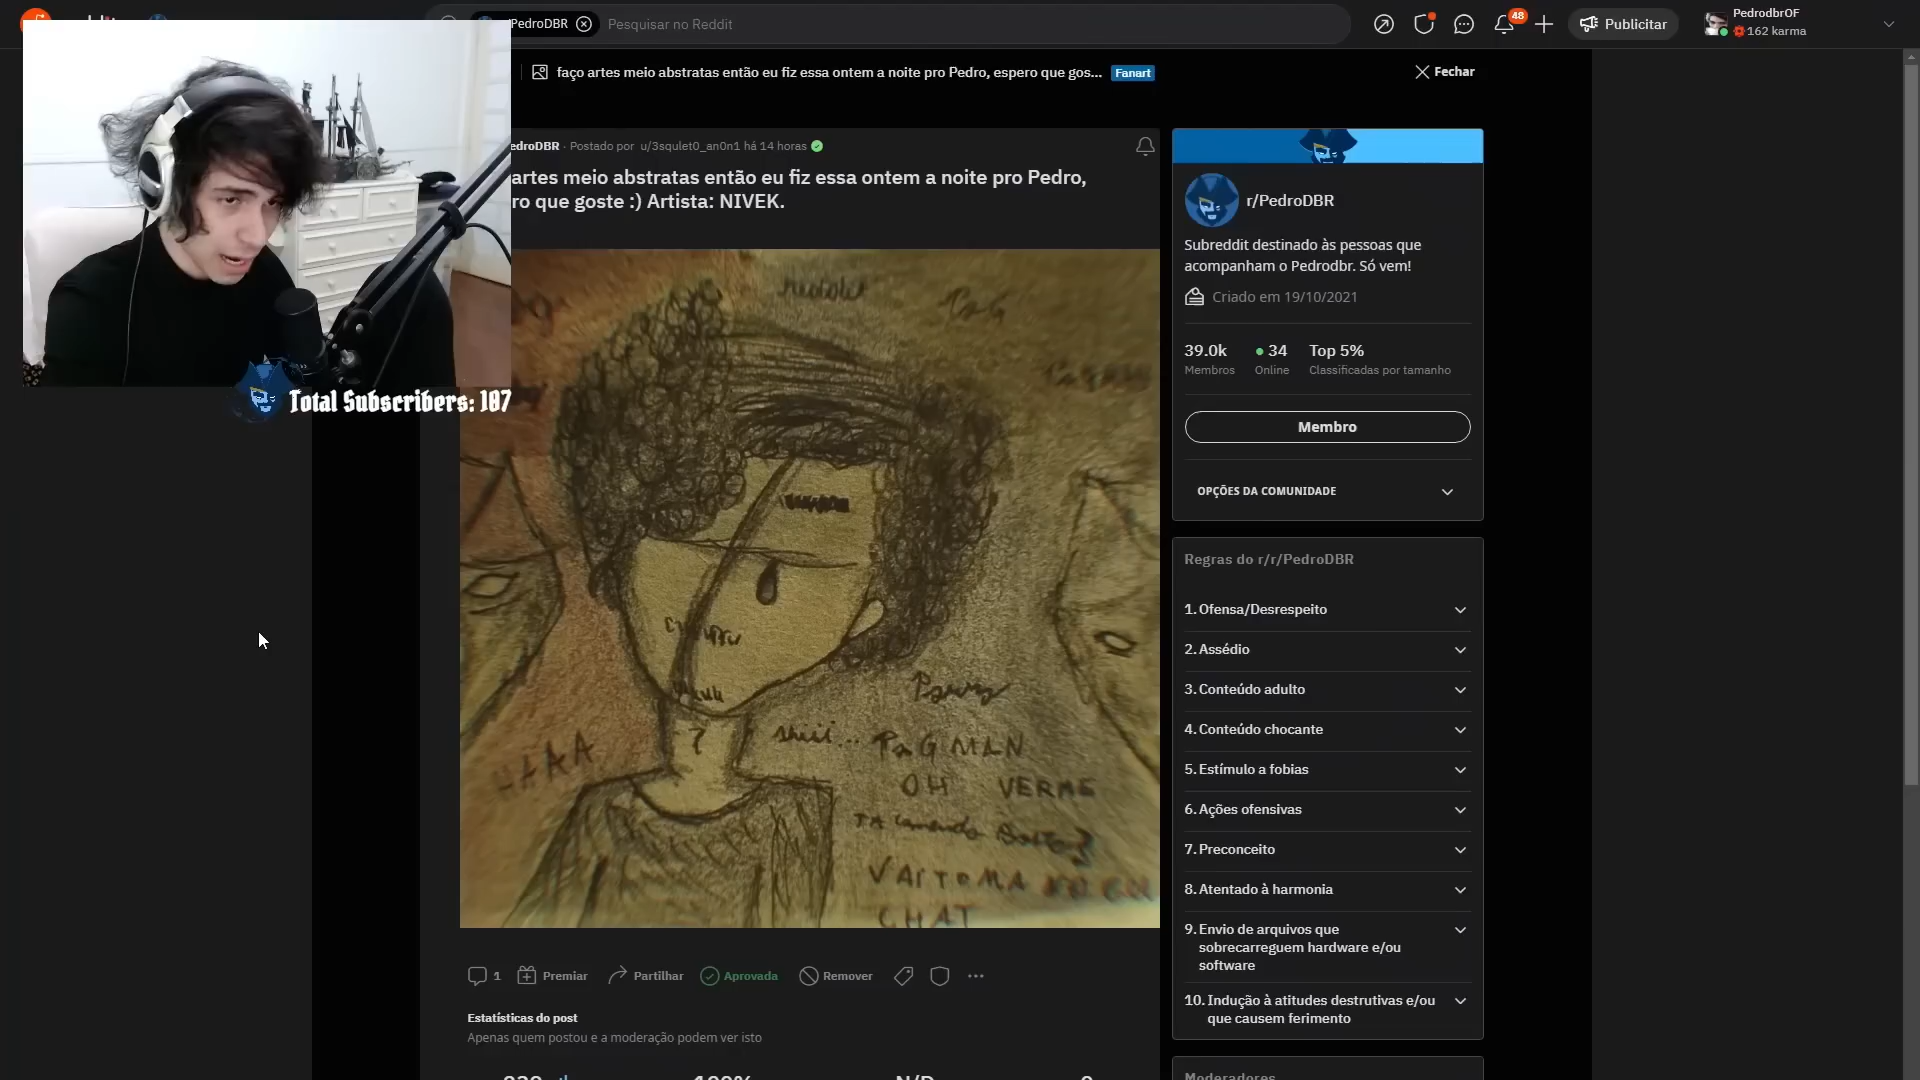 PedroDBR
Pesquisar no Reddit
48
Publicitar
PedrodbrOF
162 karma
faço artes meio abstratas então eu fiz essa ontem a noite pro Pedro, espero que gos...
Fanart
Fechar
edroDBR · Postado por u/3squlet0_an0n1 há 14 horas
artes meio abstratas então eu fiz essa ontem a noite pro Pedro,
ro que goste :) Artista: NIVEK.
Total Subscribers: 187
HAAA
shiii...
PAG MAN
OH VERME
TA
VAI TOMA
CHAT
1
Premiar
Partilhar
Aprovada
Remover
Estatísticas do post
Apenas quem postou e a moderação podem ver isto
100%
N/D
r/PedroDBR
Subreddit destinado às pessoas que
acompanham o Pedrodbr. Só vem!
Criado em 19/10/2021
39.0k
34
Top 5%
Membros
Online
Classificadas por tamanho
Membro
OPÇÕES DA COMUNIDADE
Regras do r/r/PedroDBR
1. Ofensa/Desrespeito
2. Assédio
3. Conteúdo adulto
4. Conteúdo chocante
5. Estímulo a fobias
6. Ações ofensivas
7. Preconceito
8. Atentado à harmonia
9. Envio de arquivos que
sobrecarreguem hardware e/ou
software
10. Indução à atitudes destrutivas e/ou
que causem ferimento
Moderadores